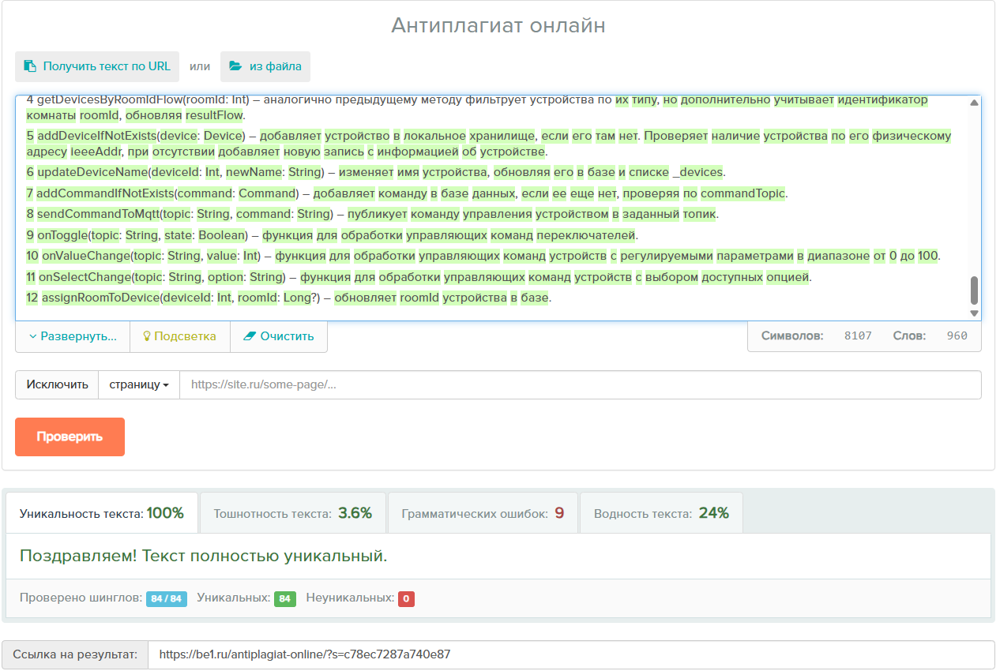 Антиплагиат онлайн
Получить текст по URL или из файла
4 getDevicesByRoomIdFlow(roomId: Int) – аналогично предыдущему методу фильтрует устройства по их типу, но дополнительно учитывает идентификатор
комнаты roomId, обновляя resultFlow.
5 addDeviceIfNotExists(device: Device) – добавляет устройство в локальное хранилище, если его там нет. Проверяет наличие устройства по его физическому
адресу ieeeAddr, при отсутствии добавляет новую запись с информацией об устройстве.
6 updateDeviceName(deviceId: Int, newName: String) – изменяет имя устройства, обновляя его в базе и списке _devices.
7 addCommandIfNotExists(command: Command) – добавляет команду в базе данных, если ее еще нет, проверяя по commandTopic.
8 sendCommandToMqtt(topic: String, command: String) – публикует команду управления устройством в заданный топик.
9 onToggle(topic: String, state: Boolean) – функция для обработки управляющих команд переключателей.
10 onValueChange(topic: String, value: Int) – функция для обработки управляющих команд устройств с регулируемыми параметрами в диапазоне от 0 до 100.
11 onSelectChange(topic: String, option: String) – функция для обработки управляющих команд устройств с выбором доступных опцией.
12 assignRoomToDevice(deviceId: Int, roomId: Long?) – обновляет roomId устройства в базе.
Развернуть... Подсветка Очистить Символов: 8107 Слов: 960
Исключить страницу https://site.ru/some-page/...
Проверить
Уникальность текста: 100% Тошнотность текста: 3.6% Грамматических ошибок: 9 Водность текста: 24%
Поздравляем! Текст полностью уникальный.
Проверено шинглов: 84 / 84 Уникальных: 84 Неуникальных: 0
Ссылка на результат: https://be1.ru/antiplagiat-online/?s=c78ec7287a740e87